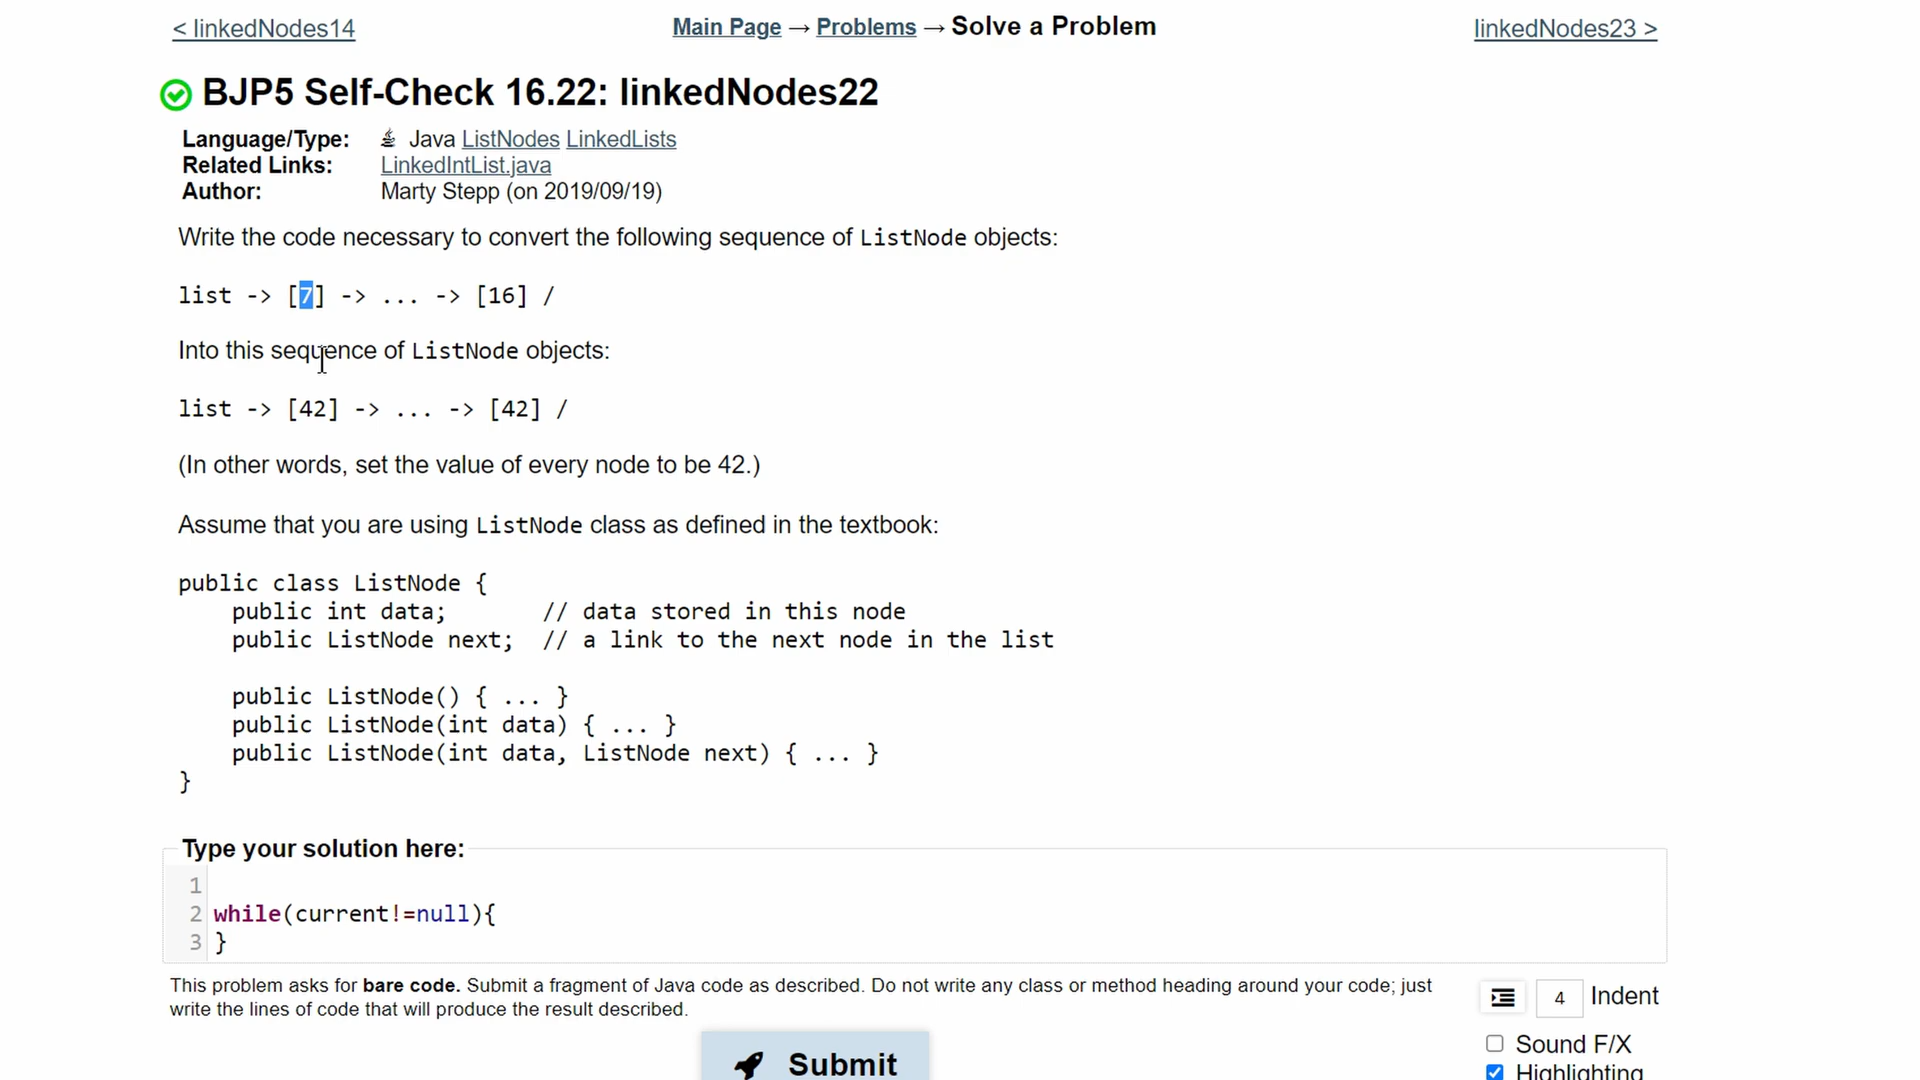 < linkedNodes14
Main Page → Problems → Solve a Problem
linkedNodes23 >
BJP5 Self-Check 16.22: linkedNodes22
Language/Type: Java ListNodes LinkedLists
Related Links: LinkedIntList.java
Author: Marty Stepp (on 2019/09/19)
Write the code necessary to convert the following sequence of ListNode objects:
list -> [7] -> ... -> [16] /
Into this sequence of ListNode objects:
list -> [42] -> ... -> [42] /
(In other words, set the value of every node to be 42.)
Assume that you are using ListNode class as defined in the textbook:
public class ListNode {
    public int data;       // data stored in this node
    public ListNode next;  // a link to the next node in the list
    public ListNode() { ... }
    public ListNode(int data) { ... }
    public ListNode(int data, ListNode next) { ... }
}
Type your solution here:
1
2 while(current!=null){
3 }
This problem asks for bare code. Submit a fragment of Java code as described. Do not write any class or method heading around your code; just
write the lines of code that will produce the result described.
4 Indent
Sound F/X
Submit
Highlighting